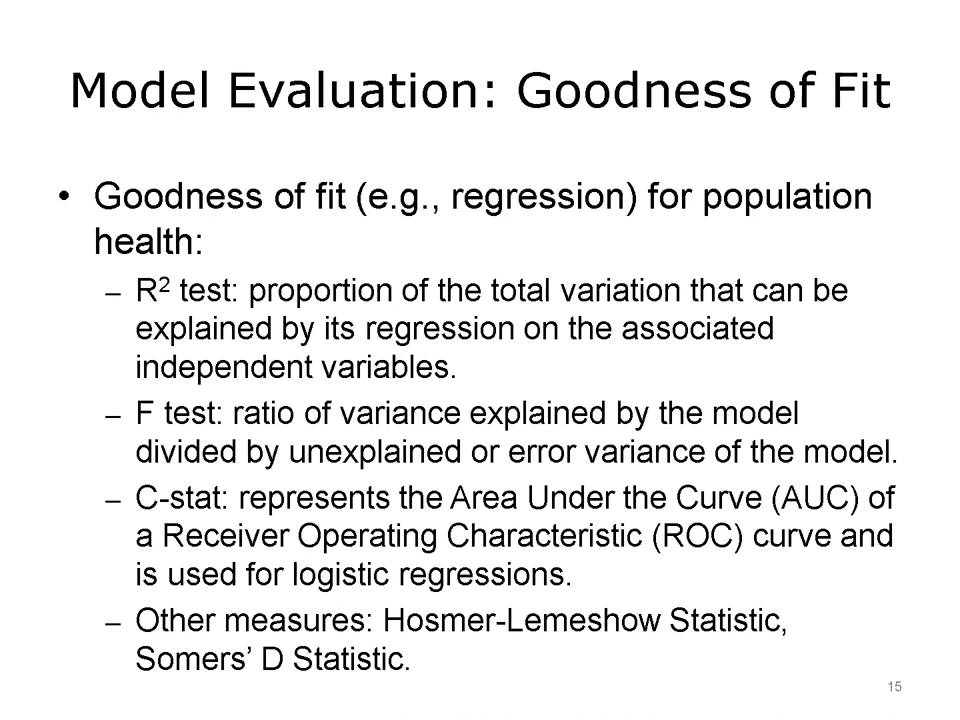 Model Evaluation: Goodness of Fit
• Goodness of fit (e.g., regression) for population
health:
– R² test: proportion of the total variation that can be
explained by its regression on the associated
independent variables.
– F test: ratio of variance explained by the model
divided by unexplained or error variance of the model.
– C-stat: represents the Area Under the Curve (AUC) of
a Receiver Operating Characteristic (ROC) curve and
is used for logistic regressions.
– Other measures: Hosmer-Lemeshow Statistic,
Somers’ D Statistic.
15